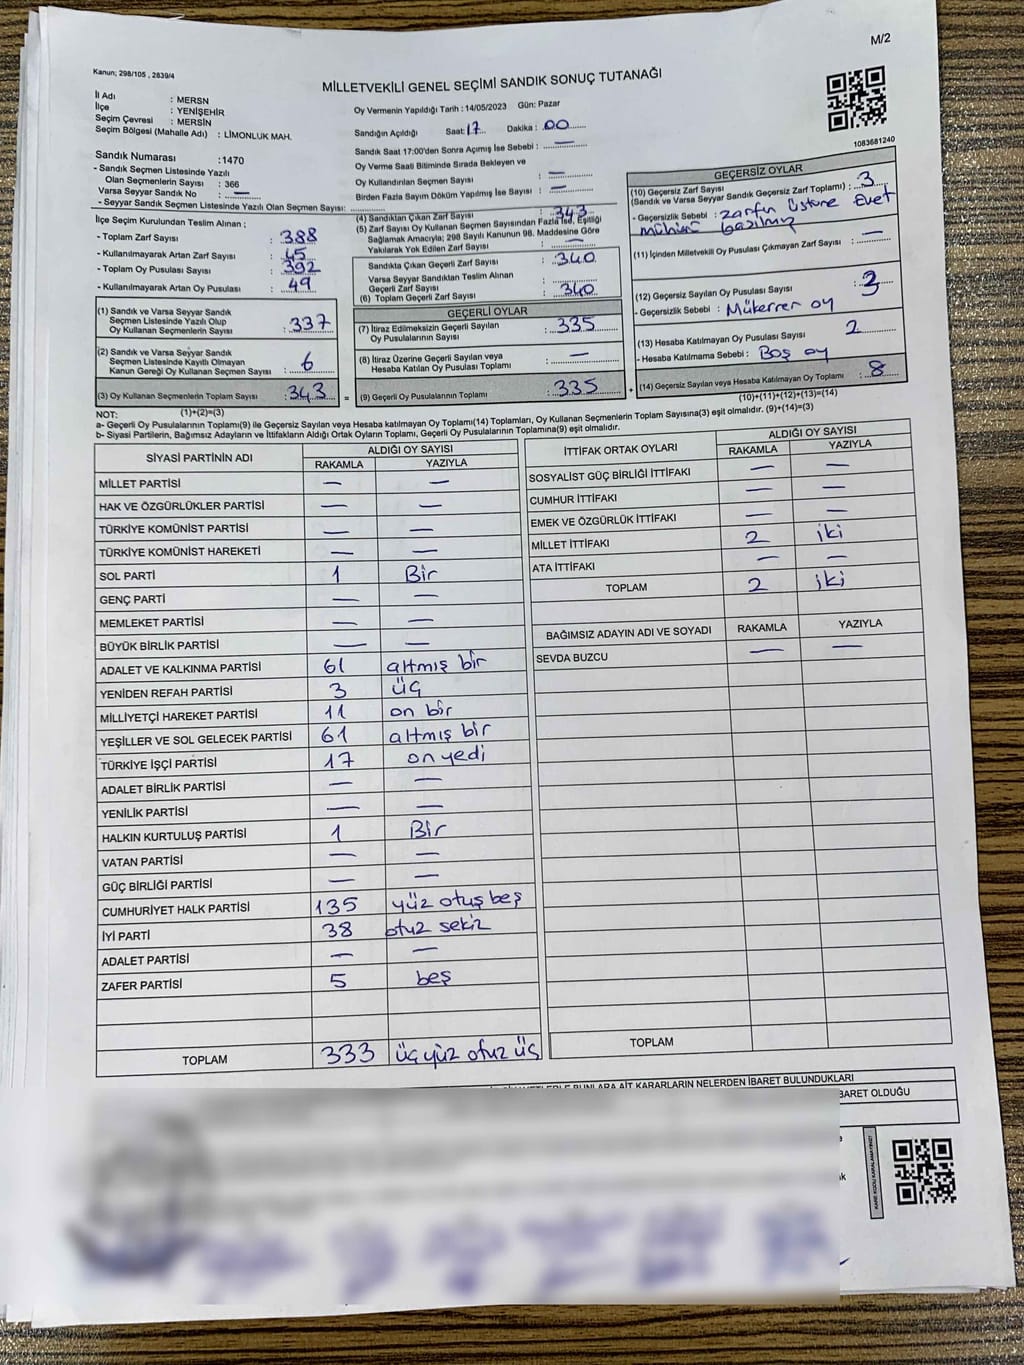 M/2
Kanun; 298/105 , 2839/4
MİLLETVEKİLİ GENEL SEÇİMİ SANDIK SONUÇ TUTANAĞI
İl Adı : MERSN
İlçe : YENİŞEHİR
Seçim Çevresi : MERSİN
Seçim Bölgesi (Mahalle Adı) : LİMONLUK MAH.
Oy Vermenin Yapıldığı Tarih : 14/05/2023 Gün: Pazar
Sandığın Açıldığı Saat: 17 Dakika : 00
Sandık Saat 17:00'den Sonra Açımış İse Sebebi : —
Oy Verme Saati Bitiminde Sırada Bekleyen ve
Oy Kullandırılan Seçmen Sayısı : —
Birden Fazla Sayım Döküm Yapılmış İse Sayısı : —
1083681240
Sandık Numarası :1470
- Sandık Seçmen Listesinde Yazılı
Olan Seçmenlerin Sayısı : 366
Varsa Seyyar Sandık No : —
- Seyyar Sandık Seçmen Listesinde Yazılı Olan Seçmen Sayısı:
İlçe Seçim Kurulundan Teslim Alınan ;
- Toplam Zarf Sayısı : 388
- Kullanılmayarak Artan Zarf Sayısı : 45
- Toplam Oy Pusulası Sayısı : 392
- Kullanılmayarak Artan Oy Pusulası : 49
(1) Sandık ve Varsa Seyyar Sandık
Seçmen Listesinde Yazılı Olup
Oy Kullanan Seçmenlerin Sayısı : 337
(2) Sandık ve Varsa Seyyar Sandık
Seçmen Listesinde Kayıtlı Olmayan
Kanun Gereği Oy Kullanan Seçmen Sayısı : 6
(3) Oy Kullanan Seçmenlerin Toplam Sayısı : 343 =
(1)+(2)=(3)
(4) Sandıktan Çıkan Zarf Sayısı : 343
(5) Zarf Sayısı Oy Kullanan Seçmen Sayısından Fazla İse, Eşitliği
Sağlamak Amacıyla; 298 Sayılı Kanunun 98. Maddesine Göre
Yakılarak Yok Edilen Zarf Sayısı : —
Sandıkta Çıkan Geçerli Zarf Sayısı : 340
Varsa Seyyar Sandıktan Teslim Alınan
Geçerli Zarf Sayısı :
(6) Toplam Geçerli Zarf Sayısı : 340
GEÇERLİ OYLAR
(7) İtiraz Edilmeksizin Geçerli Sayılan
Oy Pusulalarının Sayısı : 335
(8) İtiraz Üzerine Geçerli Sayılan veya
Hesaba Katılan Oy Pusulası Toplamı : —
(9) Geçerli Oy Pusulalarının Toplamı : 335 +
GEÇERSİZ OYLAR
(10) Geçersiz Zarf Sayısı
(Sandık ve Varsa Seyyar Sandık Geçersiz Zarf Toplamı) : 3
- Geçersizlik Sebebi : Zarfın üstüne Evet
mühürü basılmış
(11) İçinden Milletvekili Oy Pusulası Çıkmayan Zarf Sayısı : —
(12) Geçersiz Sayılan Oy Pusulası Sayısı : 3
- Geçersizlik Sebebi : Mükerrer oy
(13) Hesaba Katılmayan Oy Pusulası Sayısı : 2
- Hesaba Katılmama Sebebi : Boş oy
(14) Geçersiz Sayılan veya Hesaba Katılmayan Oy Toplamı : 8
(10)+(11)+(12)+(13)=(14)
NOT:
a- Geçerli Oy Pusulalarının Toplamı(9) ile Geçersiz Sayılan veya Hesaba Katılmayan Oy Toplamı(14) Toplamları, Oy Kullanan Seçmenlerin Toplam Sayısına(3) eşit olmalıdır. (9)+(14)=(3)
b- Siyasi Partilerin, Bağımsız Adayların ve İttifakların Aldığı Ortak Oyların Toplamı, Geçerli Oy Pusulalarının Toplamına(9) eşit olmalıdır.
SİYASİ PARTİNİN ADI ALDIĞI OY SAYISI
RAKAMLA YAZIYLA
MİLLET PARTİSİ — —
HAK VE ÖZGÜRLÜKLER PARTİSİ — —
TÜRKİYE KOMÜNİST PARTİSİ — —
TÜRKİYE KOMÜNİST HAREKETİ — —
SOL PARTİ 1 Bir
GENÇ PARTİ — —
MEMLEKET PARTİSİ — —
BÜYÜK BİRLİK PARTİSİ — —
ADALET VE KALKINMA PARTİSİ 61 altmış bir
YENİDEN REFAH PARTİSİ 3 üç
MİLLİYETÇİ HAREKET PARTİSİ 11 on bir
YEŞİLLER VE SOL GELECEK PARTİSİ 61 altmış bir
TÜRKİYE İŞÇİ PARTİSİ 17 on yedi
ADALET BİRLİK PARTİSİ — —
YENİLİK PARTİSİ — —
HALKIN KURTULUŞ PARTİSİ 1 Bir
VATAN PARTİSİ — —
GÜÇ BİRLİĞİ PARTİSİ — —
CUMHURİYET HALK PARTİSİ 135 yüz otuş beş
İYİ PARTİ 38 otuz sekiz
ADALET PARTİSİ — —
ZAFER PARTİSİ 5 beş
TOPLAM 333 üç yüz otuz üç
İTTİFAK ORTAK OYLARI ALDIĞI OY SAYISI
RAKAMLA YAZIYLA
SOSYALİST GÜÇ BİRLİĞİ İTTİFAKI — —
CUMHUR İTTİFAKI — —
EMEK VE ÖZGÜRLÜK İTTİFAKI — —
MİLLET İTTİFAKI 2 iki
ATA İTTİFAKI — —
TOPLAM 2 iki
BAĞIMSIZ ADAYIN ADI VE SOYADI RAKAMLA YAZIYLA
SEVDA BUZCU — —
TOPLAM
BUNLARA AİT KARARLARIN NELERDEN İBARET BULUNDUKLARI
BARET OLDUĞU